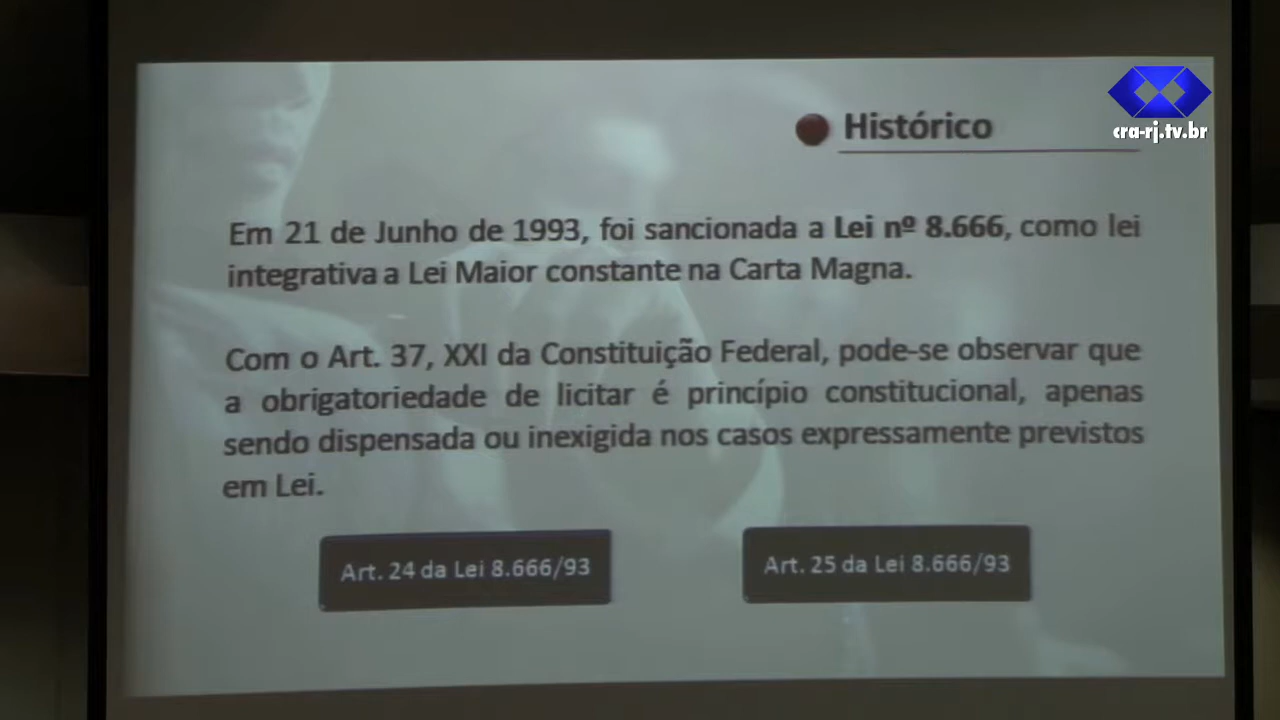 Histórico
cra-rj.tv.br
Em 21 de Junho de 1993, foi sancionada a Lei nº 8.666, como lei
integrativa a Lei Maior constante na Carta Magna.
Com o Art. 37, XXI da Constituição Federal, pode-se observar que
a obrigatoriedade de licitar é princípio constitucional, apenas
sendo dispensada ou inexigida nos casos expressamente previstos
em Lei.
Art. 24 da Lei 8.666/93
Art. 25 da Lei 8.666/93